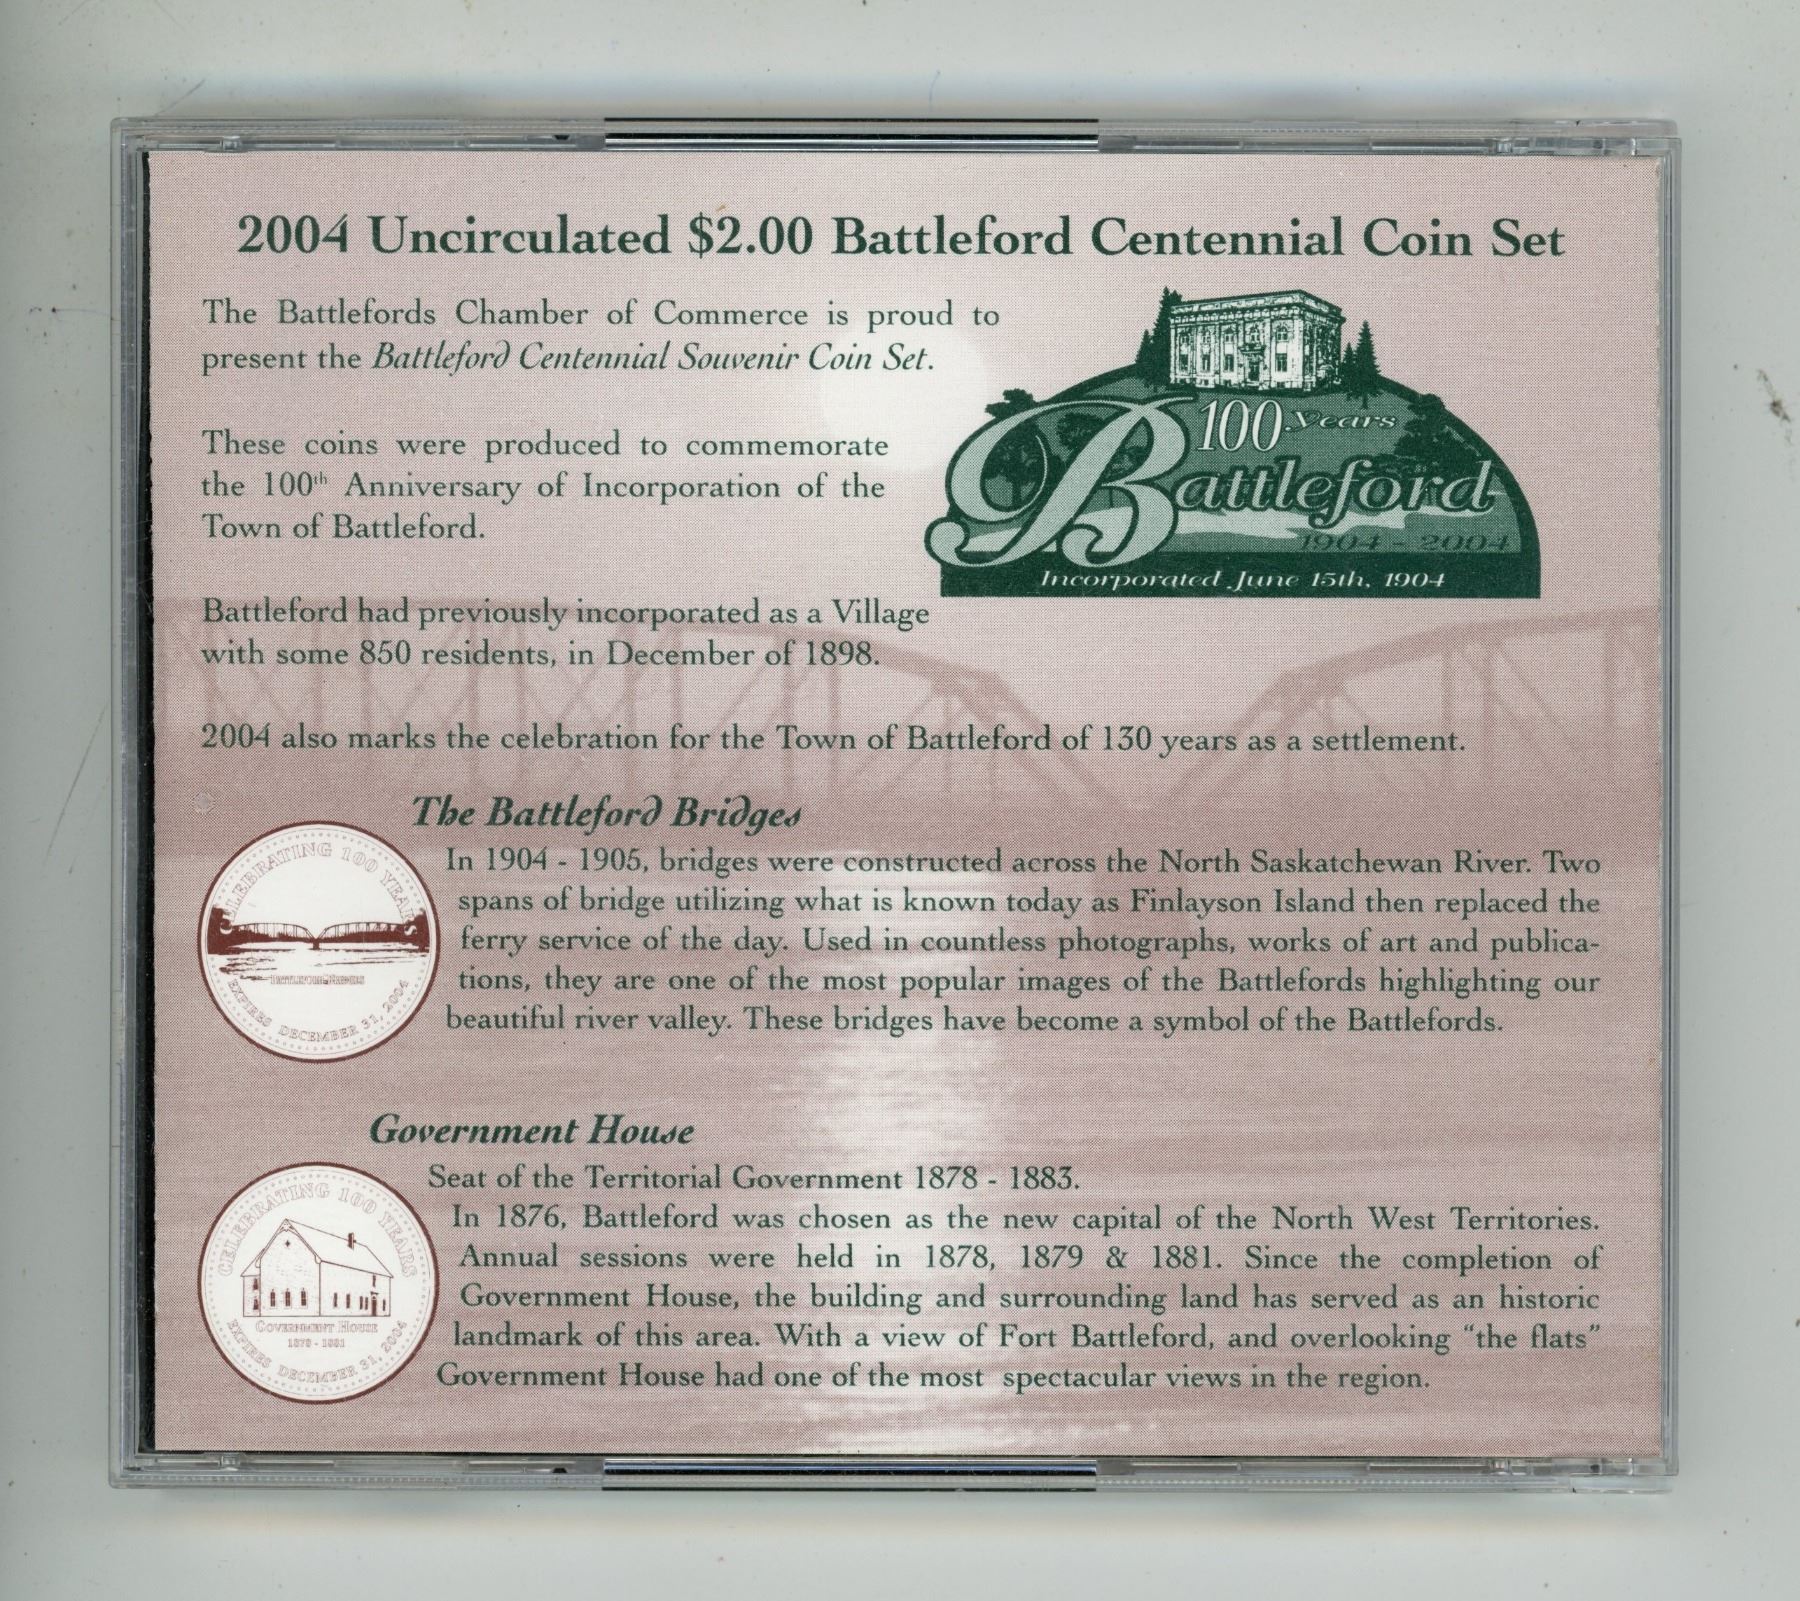 2004 Uncirculated $2.00 Battleford Centennial Coin Set
The Battlefords Chamber of Commerce is proud to
present the Battleford Centennial Souvenir Coin Set.
These coins were produced to commemorate
the 100th Anniversary of Incorporation of the
Town of Battleford.
100 Years
Battleford
1904 - 2004
Incorporated June 15th, 1904
Battleford had previously incorporated as a Village
with some 850 residents, in December of 1898.
2004 also marks the celebration for the Town of Battleford of 130 years as a settlement.
The Battleford Bridges
CELEBRATING 100 YEARS
BATTLEFORD BRIDGES
EXPIRES DECEMBER 31, 2004
In 1904 - 1905, bridges were constructed across the North Saskatchewan River. Two
spans of bridge utilizing what is known today as Finlayson Island then replaced the
ferry service of the day. Used in countless photographs, works of art and publica-
tions, they are one of the most popular images of the Battlefords highlighting our
beautiful river valley. These bridges have become a symbol of the Battlefords.
Government House
CELEBRATING 100 YEARS
GOVERNMENT HOUSE
1878 - 1881
EXPIRES DECEMBER 31, 2004
Seat of the Territorial Government 1878 - 1883.
In 1876, Battleford was chosen as the new capital of the North West Territories.
Annual sessions were held in 1878, 1879 & 1881. Since the completion of
Government House, the building and surrounding land has served as an historic
landmark of this area. With a view of Fort Battleford, and overlooking “the flats”
Government House had one of the most spectacular views in the region.